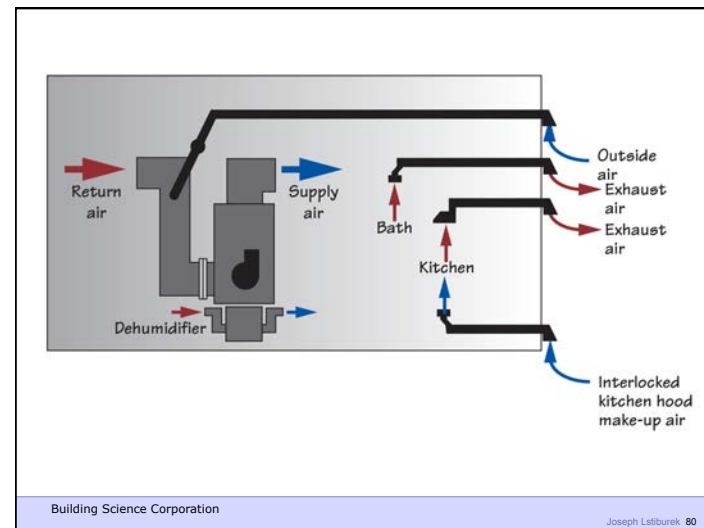 Outside
air
Return
air
Supply
air
Bath
Exhaust
air
Exhaust
air
Kitchen
Dehumidifier
Interlocked
kitchen hood
make-up air
Building Science Corporation
Joseph Lstiburek 80